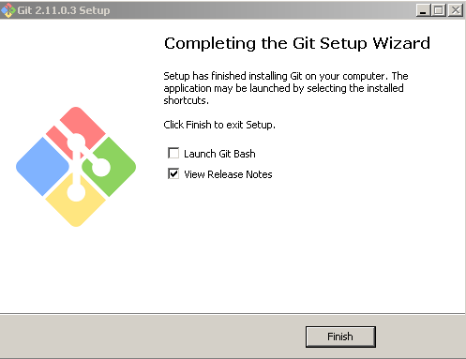 Git 2.11.0.3 Setup
Completing the Git Setup Wizard
Setup has finished installing Git on your computer. The
application may be launched by selecting the installed
shortcuts.
Click Finish to exit Setup.
Launch Git Bash
View Release Notes
Finish